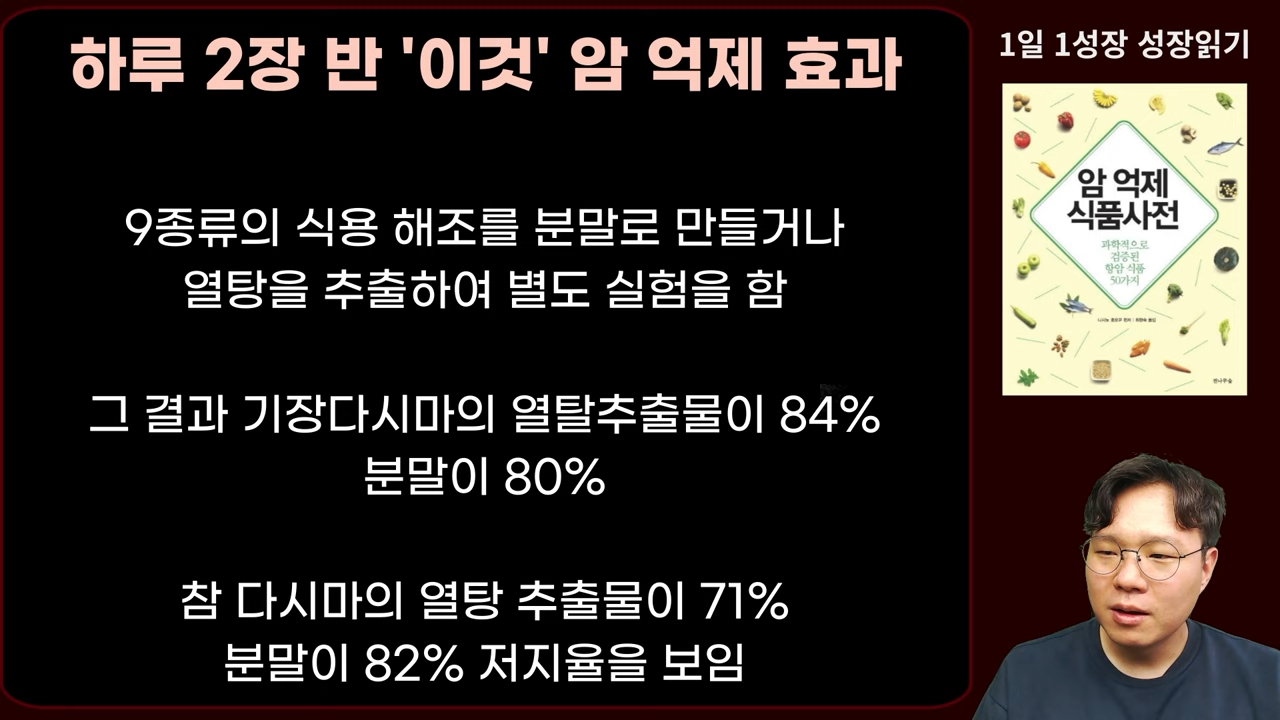 하루 2장 반 '이것' 암 억제 효과
9종류의 식용 해조를 분말로 만들거나
열탕을 추출하여 별도 실험을 함
그 결과 기장다시마의 열탈추출물이 84%
분말이 80%
참 다시마의 열탕 추출물이 71%
분말이 82% 저지율을 보임
1일 1성장 성장읽기
암 억제
식품사전
과학적으로
검증된
항암 식품
50가지
전나무숲